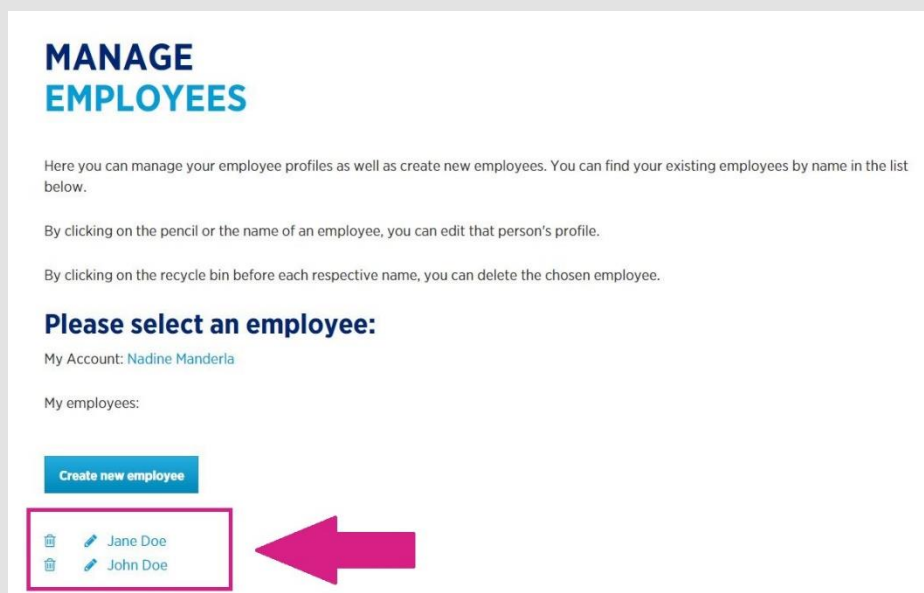 MANAGE
EMPLOYEES
Here you can manage your employee profiles as well as create new employees. You can find your existing employees by name in the list
below.
By clicking on the pencil or the name of an employee, you can edit that person's profile.
By clicking on the recycle bin before each respective name, you can delete the chosen employee.
Please select an employee:
My Account: Nadine Manderla
My employees:
Create new employee
Jane Doe
John Doe